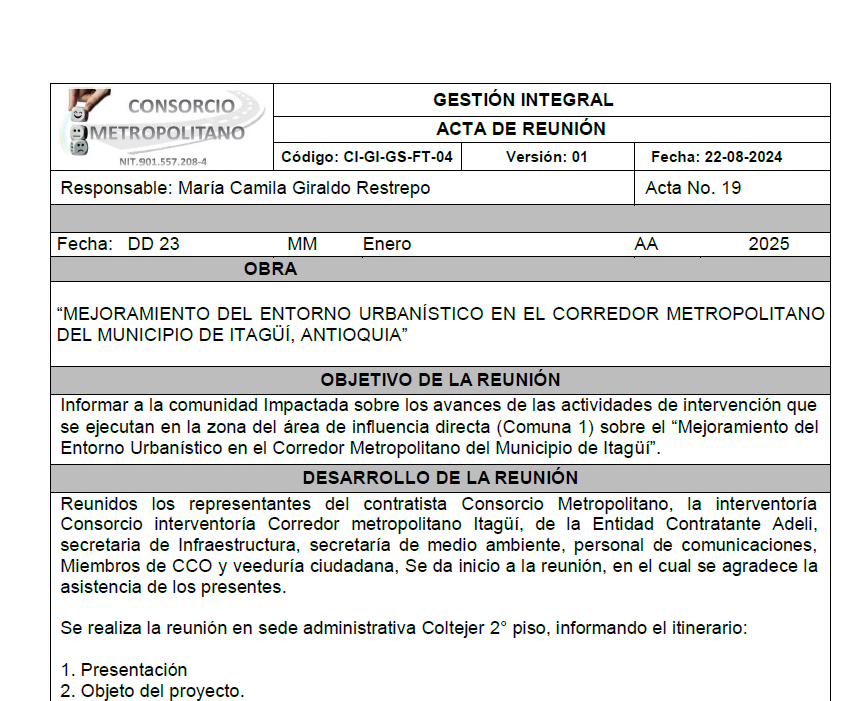 CONSORCIO
METROPOLITANO
NIT.901.557.208-4
GESTIÓN INTEGRAL
ACTA DE REUNIÓN
Código: CI-GI-GS-FT-04 Versión: 01 Fecha: 22-08-2024
Responsable: María Camila Giraldo Restrepo Acta No. 19
Fecha: DD 23 MM Enero AA 2025
OBRA
“MEJORAMIENTO DEL ENTORNO URBANÍSTICO EN EL CORREDOR METROPOLITANO
DEL MUNICIPIO DE ITAGÜÍ, ANTIOQUIA”
OBJETIVO DE LA REUNIÓN
Informar a la comunidad Impactada sobre los avances de las actividades de intervención que
se ejecutan en la zona del área de influencia directa (Comuna 1) sobre el “Mejoramiento del
Entorno Urbanístico en el Corredor Metropolitano del Municipio de Itagüí”.
DESARROLLO DE LA REUNIÓN
Reunidos los representantes del contratista Consorcio Metropolitano, la interventoría
Consorcio interventoría Corredor metropolitano Itagüí, de la Entidad Contratante Adeli,
secretaria de Infraestructura, secretaría de medio ambiente, personal de comunicaciones,
Miembros de CCO y veeduría ciudadana, Se da inicio a la reunión, en el cual se agradece la
asistencia de los presentes.
Se realiza la reunión en sede administrativa Coltejer 2° piso, informando el itinerario:
1. Presentación
2. Objeto del proyecto.